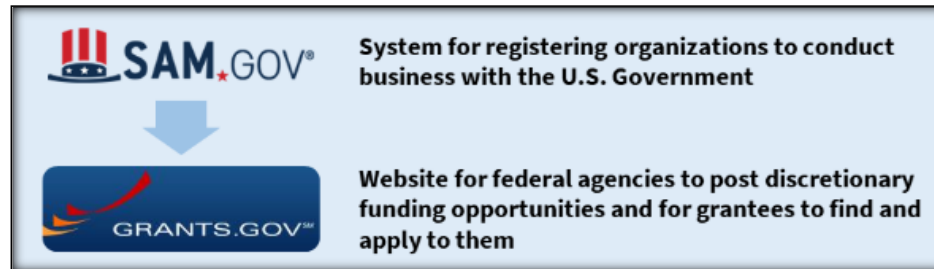 SAM.GOV®
System for registering organizations to conduct
business with the U.S. Government
GRANTS.GOV℠
Website for federal agencies to post discretionary
funding opportunities and for grantees to find and
apply to them